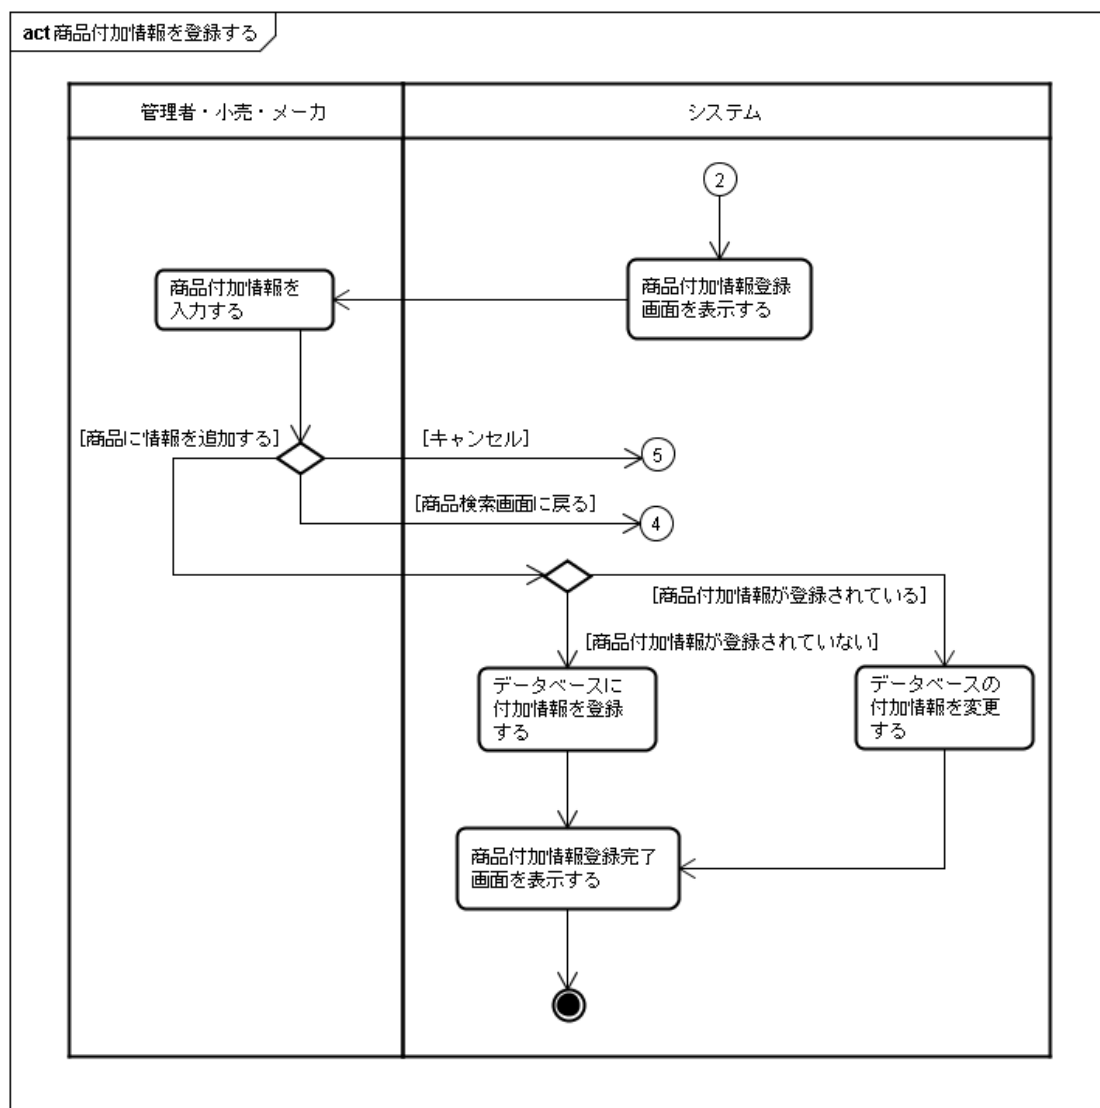 act 商品付加情報を登録する
管理者・小売・メーカ
システム
2
商品付加情報登録
画面を表示する
商品付加情報を
入力する
[商品に情報を追加する]
[キャンセル]
5
[商品検索画面に戻る]
4
[商品付加情報が登録されている]
[商品付加情報が登録されていない]
データベースに
付加情報を登録
する
データベースの
付加情報を変更
する
商品付加情報登録完了
画面を表示する